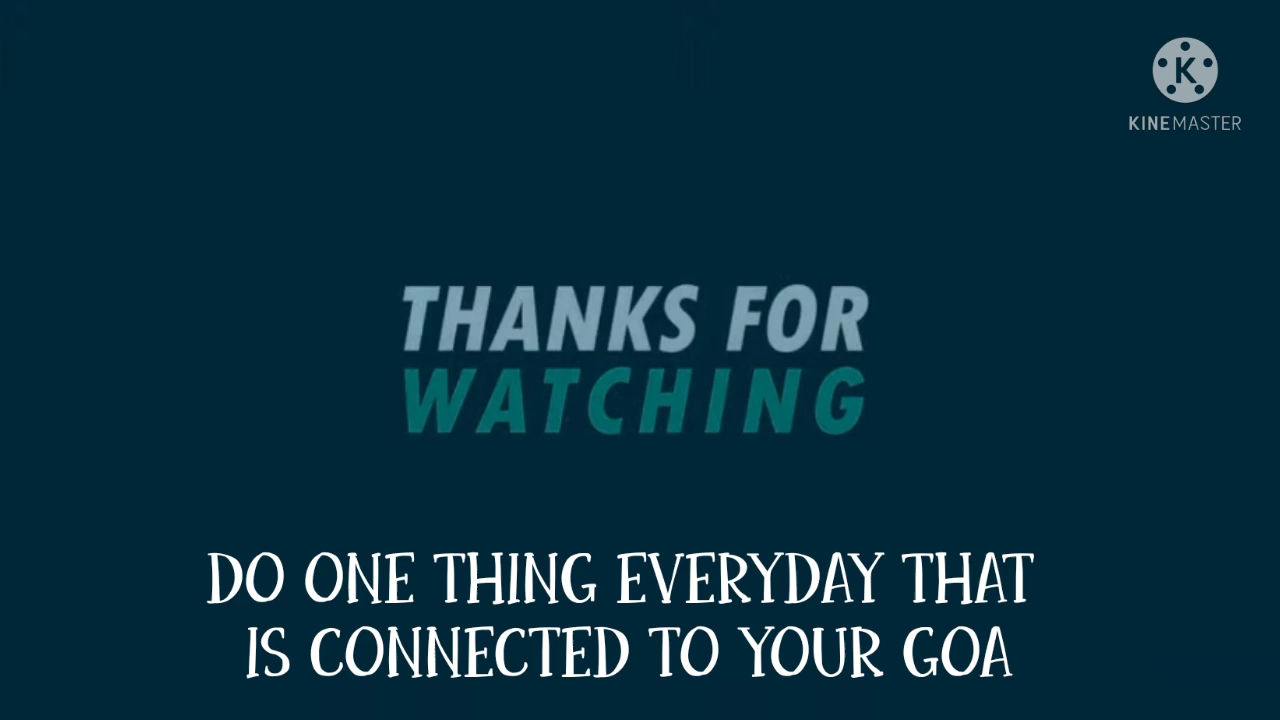 K
KINEMASTER
THANKS FOR
WATCHING
DO ONE THING EVERYDAY THAT
IS CONNECTED TO YOUR GOA